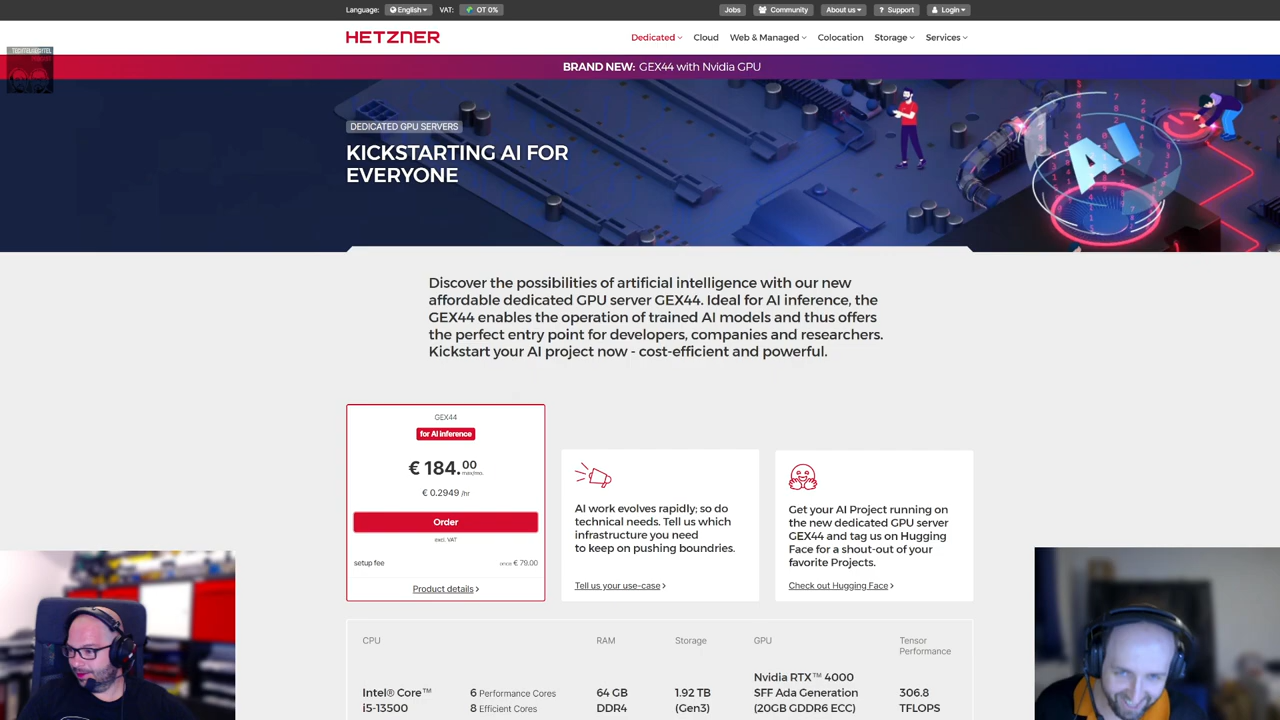 Language:
English
VAT:
OT 0%
Jobs
Community
About us
Support
Login
HETZNER
Dedicated
Cloud
Web & Managed
Colocation
Storage
Services
BRAND NEW: GEX44 with Nvidia GPU
DEDICATED GPU SERVERS
KICKSTARTING AI FOR
EVERYONE
AI
Discover the possibilities of artificial intelligence with our new
affordable dedicated GPU server GEX44. Ideal for AI inference, the
GEX44 enables the operation of trained AI models and thus offers
the perfect entry point for developers, companies and researchers.
Kickstart your AI project now - cost-efficient and powerful.
GEX44
for AI inference
€ 184.00
max/mo.
€ 0.2949 /hr
Order
excl. VAT
setup fee
once € 79.00
Product details
AI work evolves rapidly; so do
technical needs. Tell us which
infrastructure you need
to keep on pushing boundries.
Tell us your use-case
Get your AI Project running on
the new dedicated GPU server
GEX44 and tag us on Hugging
Face for a shout-out of your
favorite Projects.
Check out Hugging Face
CPU
RAM
Storage
GPU
Tensor
Performance
Intel® Core™
i5-13500
6 Performance Cores
8 Efficient Cores
64 GB
DDR4
1.92 TB
(Gen3)
Nvidia RTX™ 4000
SFF Ada Generation
(20GB GDDR6 ECC)
306.8
TFLOPS